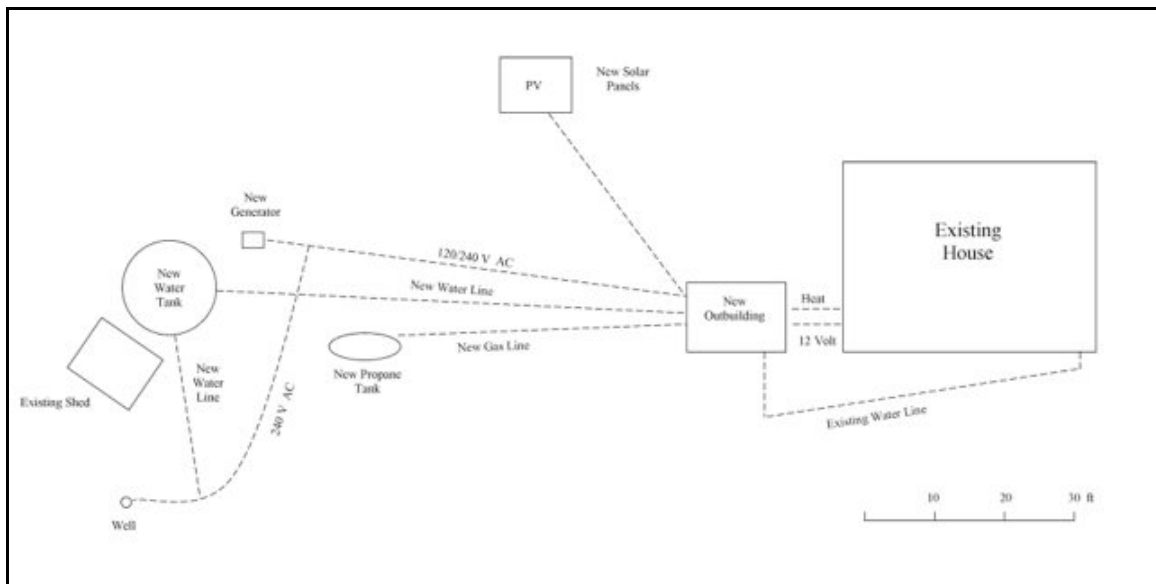 PV
New Solar
Panels
New
Generator
120/240 V AC
New
Water
Tank
New Water Line
New
Outbuilding
Heat
12 Volt
Existing
House
New Gas Line
New Propane
Tank
New
Water
Line
240 V AC
Existing Shed
Existing Water Line
Well
10 20 30 ft